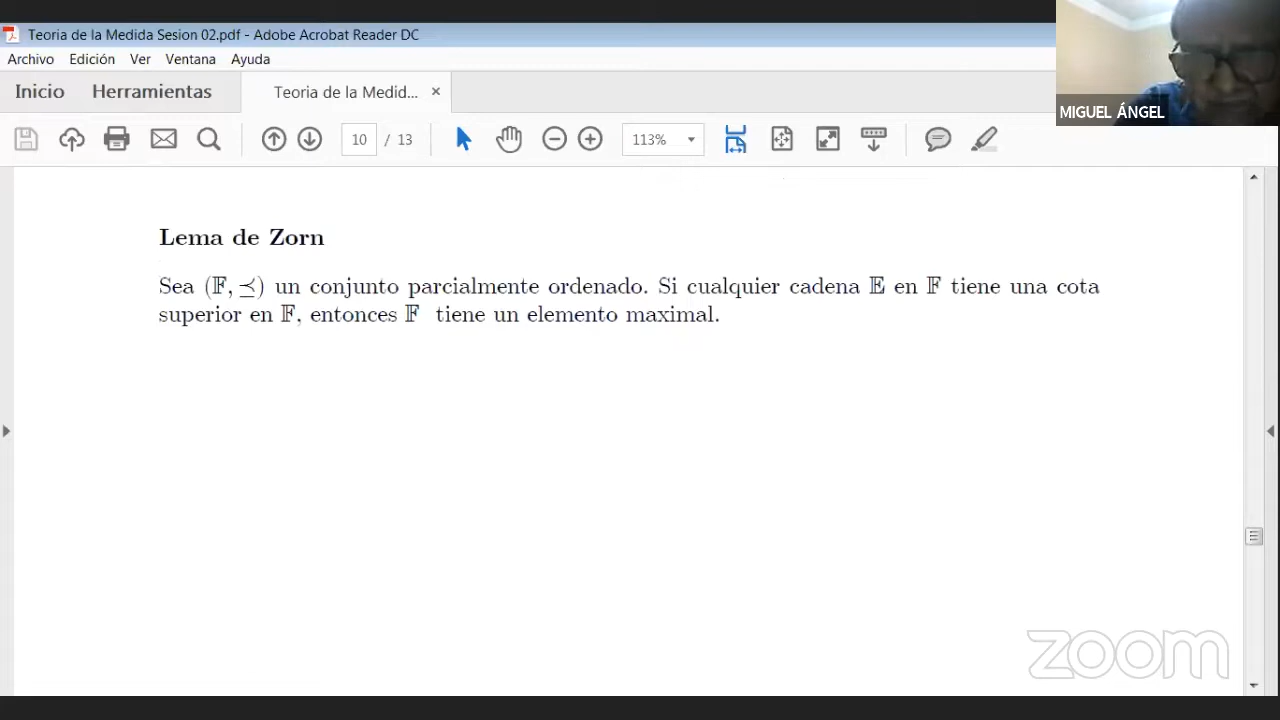 Teoria de la Medida Sesion 02.pdf - Adobe Acrobat Reader DC
Archivo Edición Ver Ventana Ayuda
Inicio Herramientas Teoria de la Medid... ×
10 / 13 113%
MIGUEL ÁNGEL
Lema de Zorn
Sea (𝔽, ⪯) un conjunto parcialmente ordenado. Si cualquier cadena 𝔼 en 𝔽 tiene una cota
superior en 𝔽, entonces 𝔽 tiene un elemento maximal.
zoom